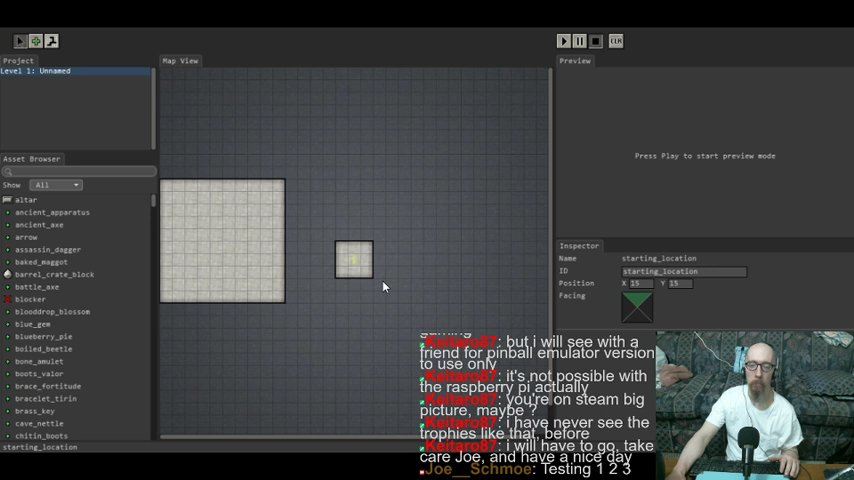 CLR
Project
Map View
Preview
Level 1: Unnamed
Press Play to start preview mode
Asset Browser
Show All
altar
ancient_apparatus
ancient_axe
arrow
assassin_dagger
baked_maggot
barrel_crate_block
battle_axe
blocker
blooddrop_blossom
blue_gem
blueberry_pie
boiled_beetle
bone_amulet
boots_valor
brace_fortitude
bracelet_tirin
brass_key
cave_nettle
chitin_boots
starting_location
Inspector
Name starting_location
ID starting_location
Position X 15 Y 15
Facing
gaming
Keitaro87: but i will see with a
friend for pinball emulator version
to use only
Keitaro87: it's not possible with
the raspberry pi actually
Keitaro87: you're on steam big
picture, maybe ?
Keitaro87: i have never see the
trophies like that, before
Keitaro87: i will have to go, take
care Joe, and have a nice day
Joe__Schmoe: Testing 1 2 3